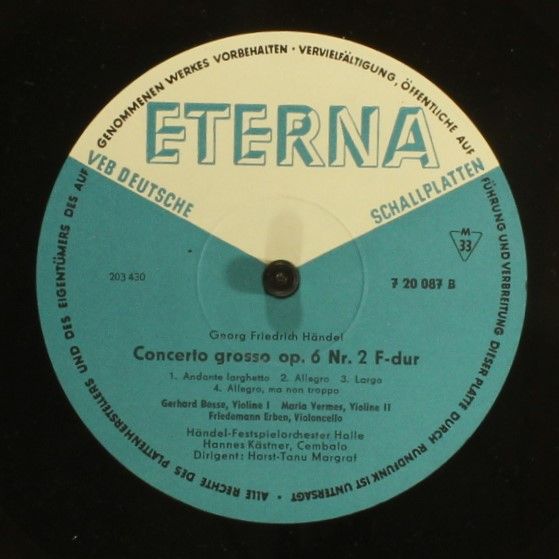 ALLE RECHTE DES PLATTENHERSTELLERS UND DES EIGENTÜMERS DES AUF GENOMMENEN WERKES VORBEHALTEN · VERVIELFÄLTIGUNG, ÖFFENTLICHE AUF FÜHRUNG UND VERBREITUNG DIESER PLATTE DURCH RUNDFUNK IST UNTERSAGT ·
ETERNA
VEB DEUTSCHE SCHALLPLATTEN
M
33
203 430
7 20 087 B
Georg Friedrich Händel
Concerto grosso op. 6 Nr. 2 F-dur
1. Andante larghetto 2. Allegro 3. Largo
4. Allegro, ma non troppo
Gerhard Bosse, Violine I Maria Vermes, Violine II
Friedemann Erben, Violoncello
Händel-Festspielorchester Halle
Hannes Kästner, Cembalo
Dirigent: Horst-Tanu Margraf